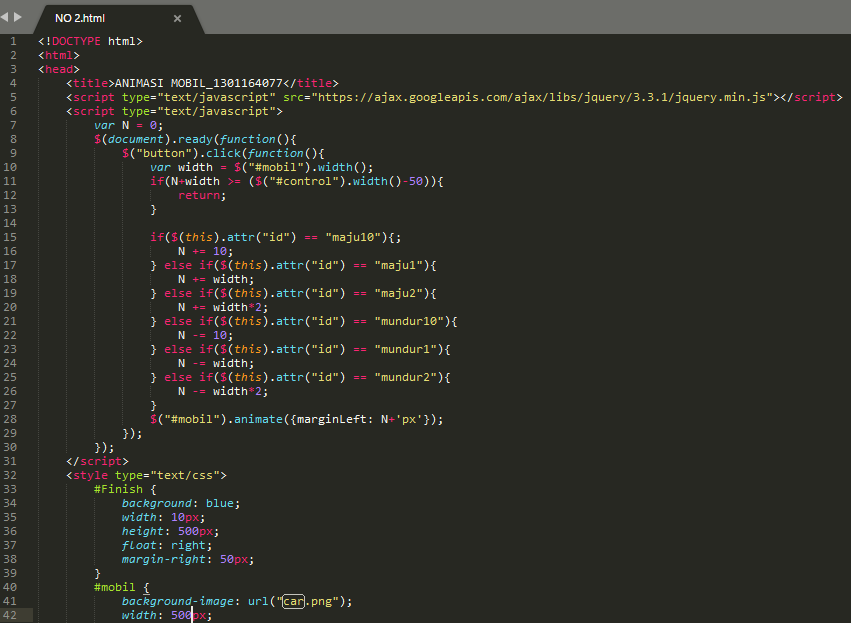 NO 2.html
1 <!DOCTYPE html>
2 <html>
3 <head>
4 <title>ANIMASI MOBIL_1301164077</title>
5 <script type="text/javascript" src="https://ajax.googleapis.com/ajax/libs/jquery/3.3.1/jquery.min.js"></script>
6 <script type="text/javascript">
7 var N = 0;
8 $(document).ready(function(){
9 $("button").click(function(){
10 var width = $("#mobil").width();
11 if(N+width >= ($("#control").width()-50)){
12 return;
13 }
14
15 if($(this).attr("id") == "maju10"){;
16 N += 10;
17 } else if($(this).attr("id") == "maju1"){
18 N += width;
19 } else if($(this).attr("id") == "maju2"){
20 N += width*2;
21 } else if($(this).attr("id") == "mundur10"){
22 N -= 10;
23 } else if($(this).attr("id") == "mundur1"){
24 N -= width;
25 } else if($(this).attr("id") == "mundur2"){
26 N -= width*2;
27 }
28 $("#mobil").animate({marginLeft: N+'px'});
29 });
30 });
31 </script>
32 <style type="text/css">
33 #Finish {
34 background: blue;
35 width: 10px;
36 height: 500px;
37 float: right;
38 margin-right: 50px;
39 }
40 #mobil {
41 background-image: url("car.png");
42 width: 500px;